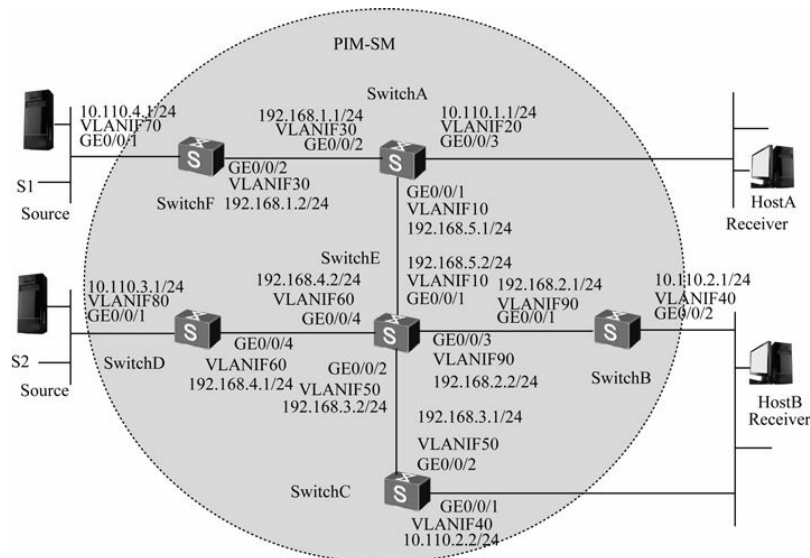 PIM-SM
SwitchA
10.110.4.1/24
VLANIF70
GE0/0/1
192.168.1.1/24
VLANIF30
GE0/0/2
10.110.1.1/24
VLANIF20
GE0/0/3
S
S
S1
Source
SwitchF
GE0/0/2
VLANIF30
192.168.1.2/24
GE0/0/1
VLANIF10
192.168.5.1/24
HostA
Receiver
SwitchE
10.110.3.1/24
VLANIF80
GE0/0/1
192.168.4.2/24
VLANIF60
GE0/0/4
192.168.5.2/24
VLANIF10
GE0/0/1
192.168.2.1/24
VLANIF90
GE0/0/1
10.110.2.1/24
VLANIF40
GE0/0/2
S
S
S
S2
Source
SwitchD
GE0/0/4
VLANIF60
192.168.4.1/24
GE0/0/2
VLANIF50
192.168.3.2/24
GE0/0/3
VLANIF90
192.168.2.2/24
SwitchB
HostB
Receiver
192.168.3.1/24
VLANIF50
GE0/0/2
SwitchC
S
GE0/0/1
VLANIF40
10.110.2.2/24